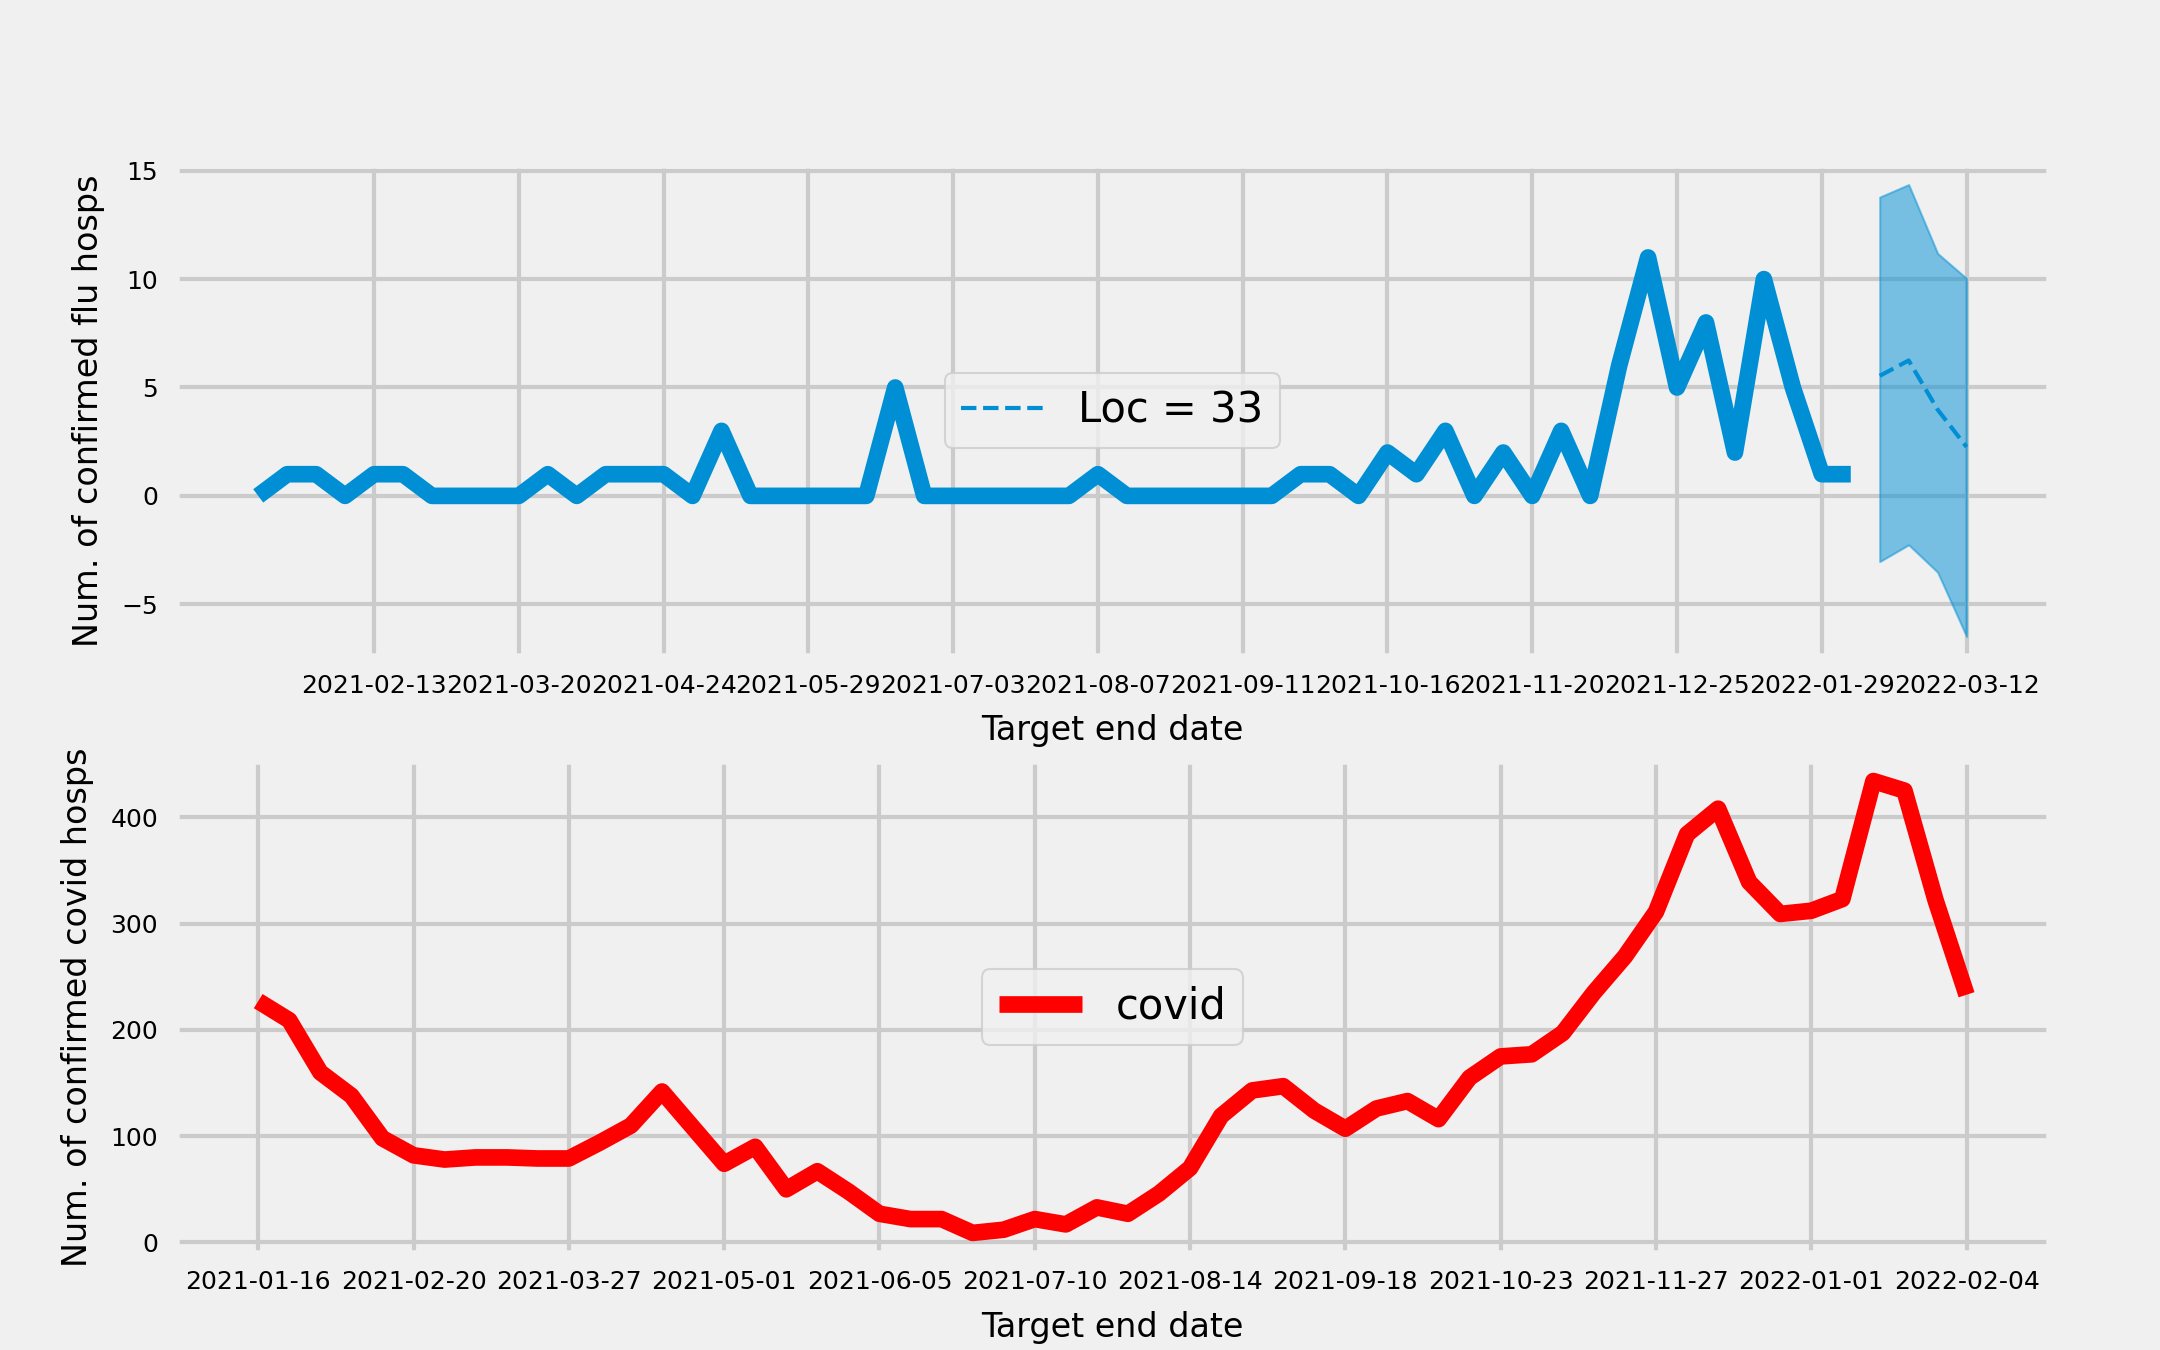 Num. of confirmed flu hosps
15
10
5
0
−5
Loc = 33
2021-02-13 2021-03-20 2021-04-24 2021-05-29 2021-07-03 2021-08-07 2021-09-11 2021-10-16 2021-11-20 2021-12-25 2022-01-29 2022-03-12
Target end date
Num. of confirmed covid hosps
400
300
200
100
0
covid
2021-01-16 2021-02-20 2021-03-27 2021-05-01 2021-06-05 2021-07-10 2021-08-14 2021-09-18 2021-10-23 2021-11-27 2022-01-01 2022-02-04
Target end date